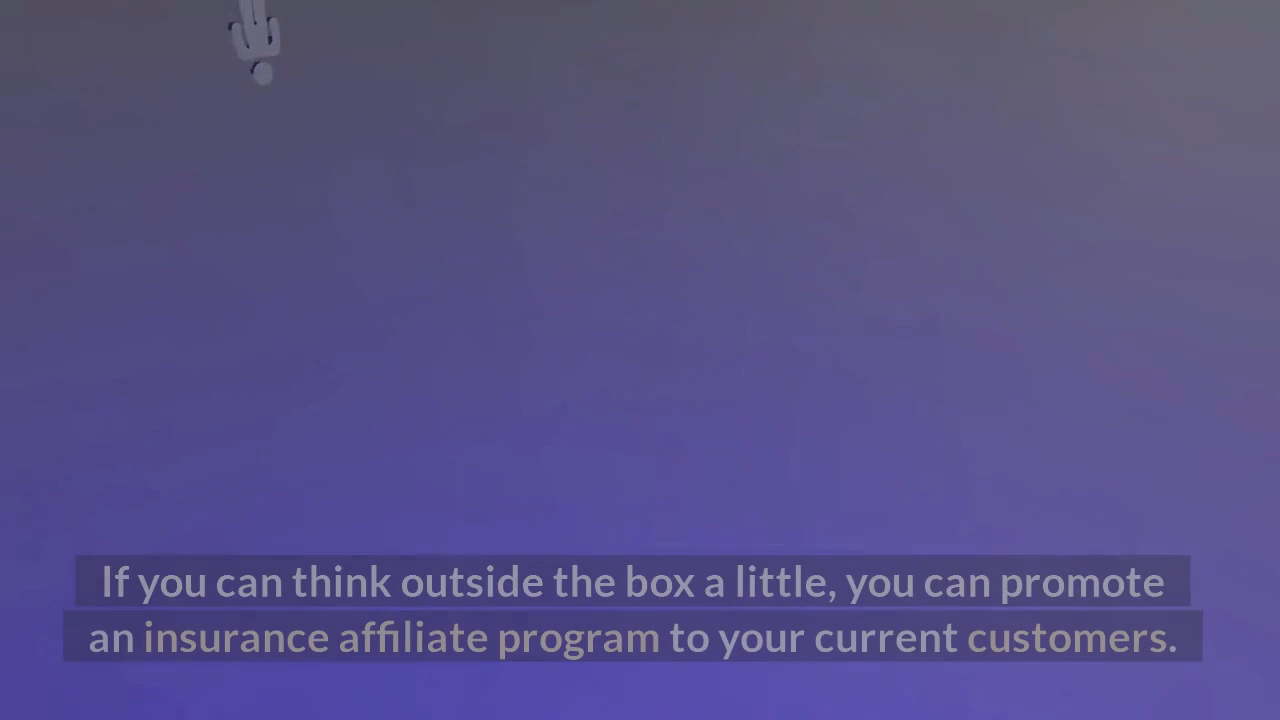 If you can think outside the box a little, you can promote
an insurance affiliate program to your current customers.